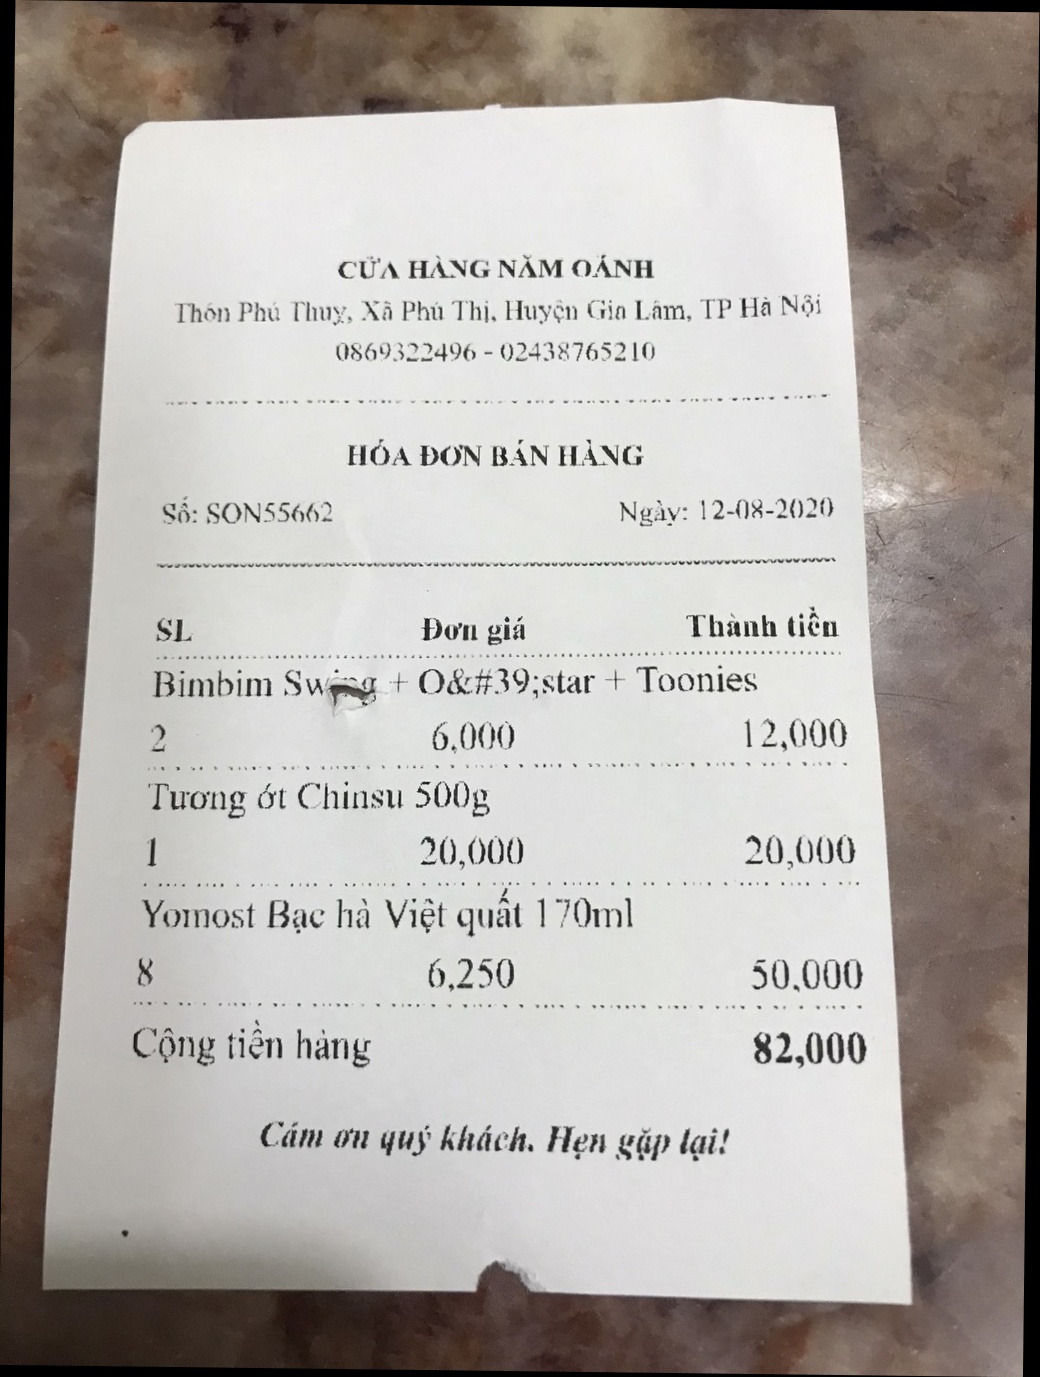 CỬA HÀNG NĂM OÁNH
Thôn Phú Thuỵ, Xã Phú Thị, Huyện Gia Lâm, TP Hà Nội
0869322496 - 02438765210
HÓA ĐƠN BÁN HÀNG
Số: SON55662 Ngày: 12-08-2020
SL Đơn giá Thành tiền
Bimbim Swing + O&#39;star + Toonies
2 6,000 12,000
Tương ớt Chinsu 500g
1 20,000 20,000
Yomost Bạc hà Việt quất 170ml
8 6,250 50,000
Cộng tiền hàng 82,000
Cám ơn quý khách. Hẹn gặp lại!